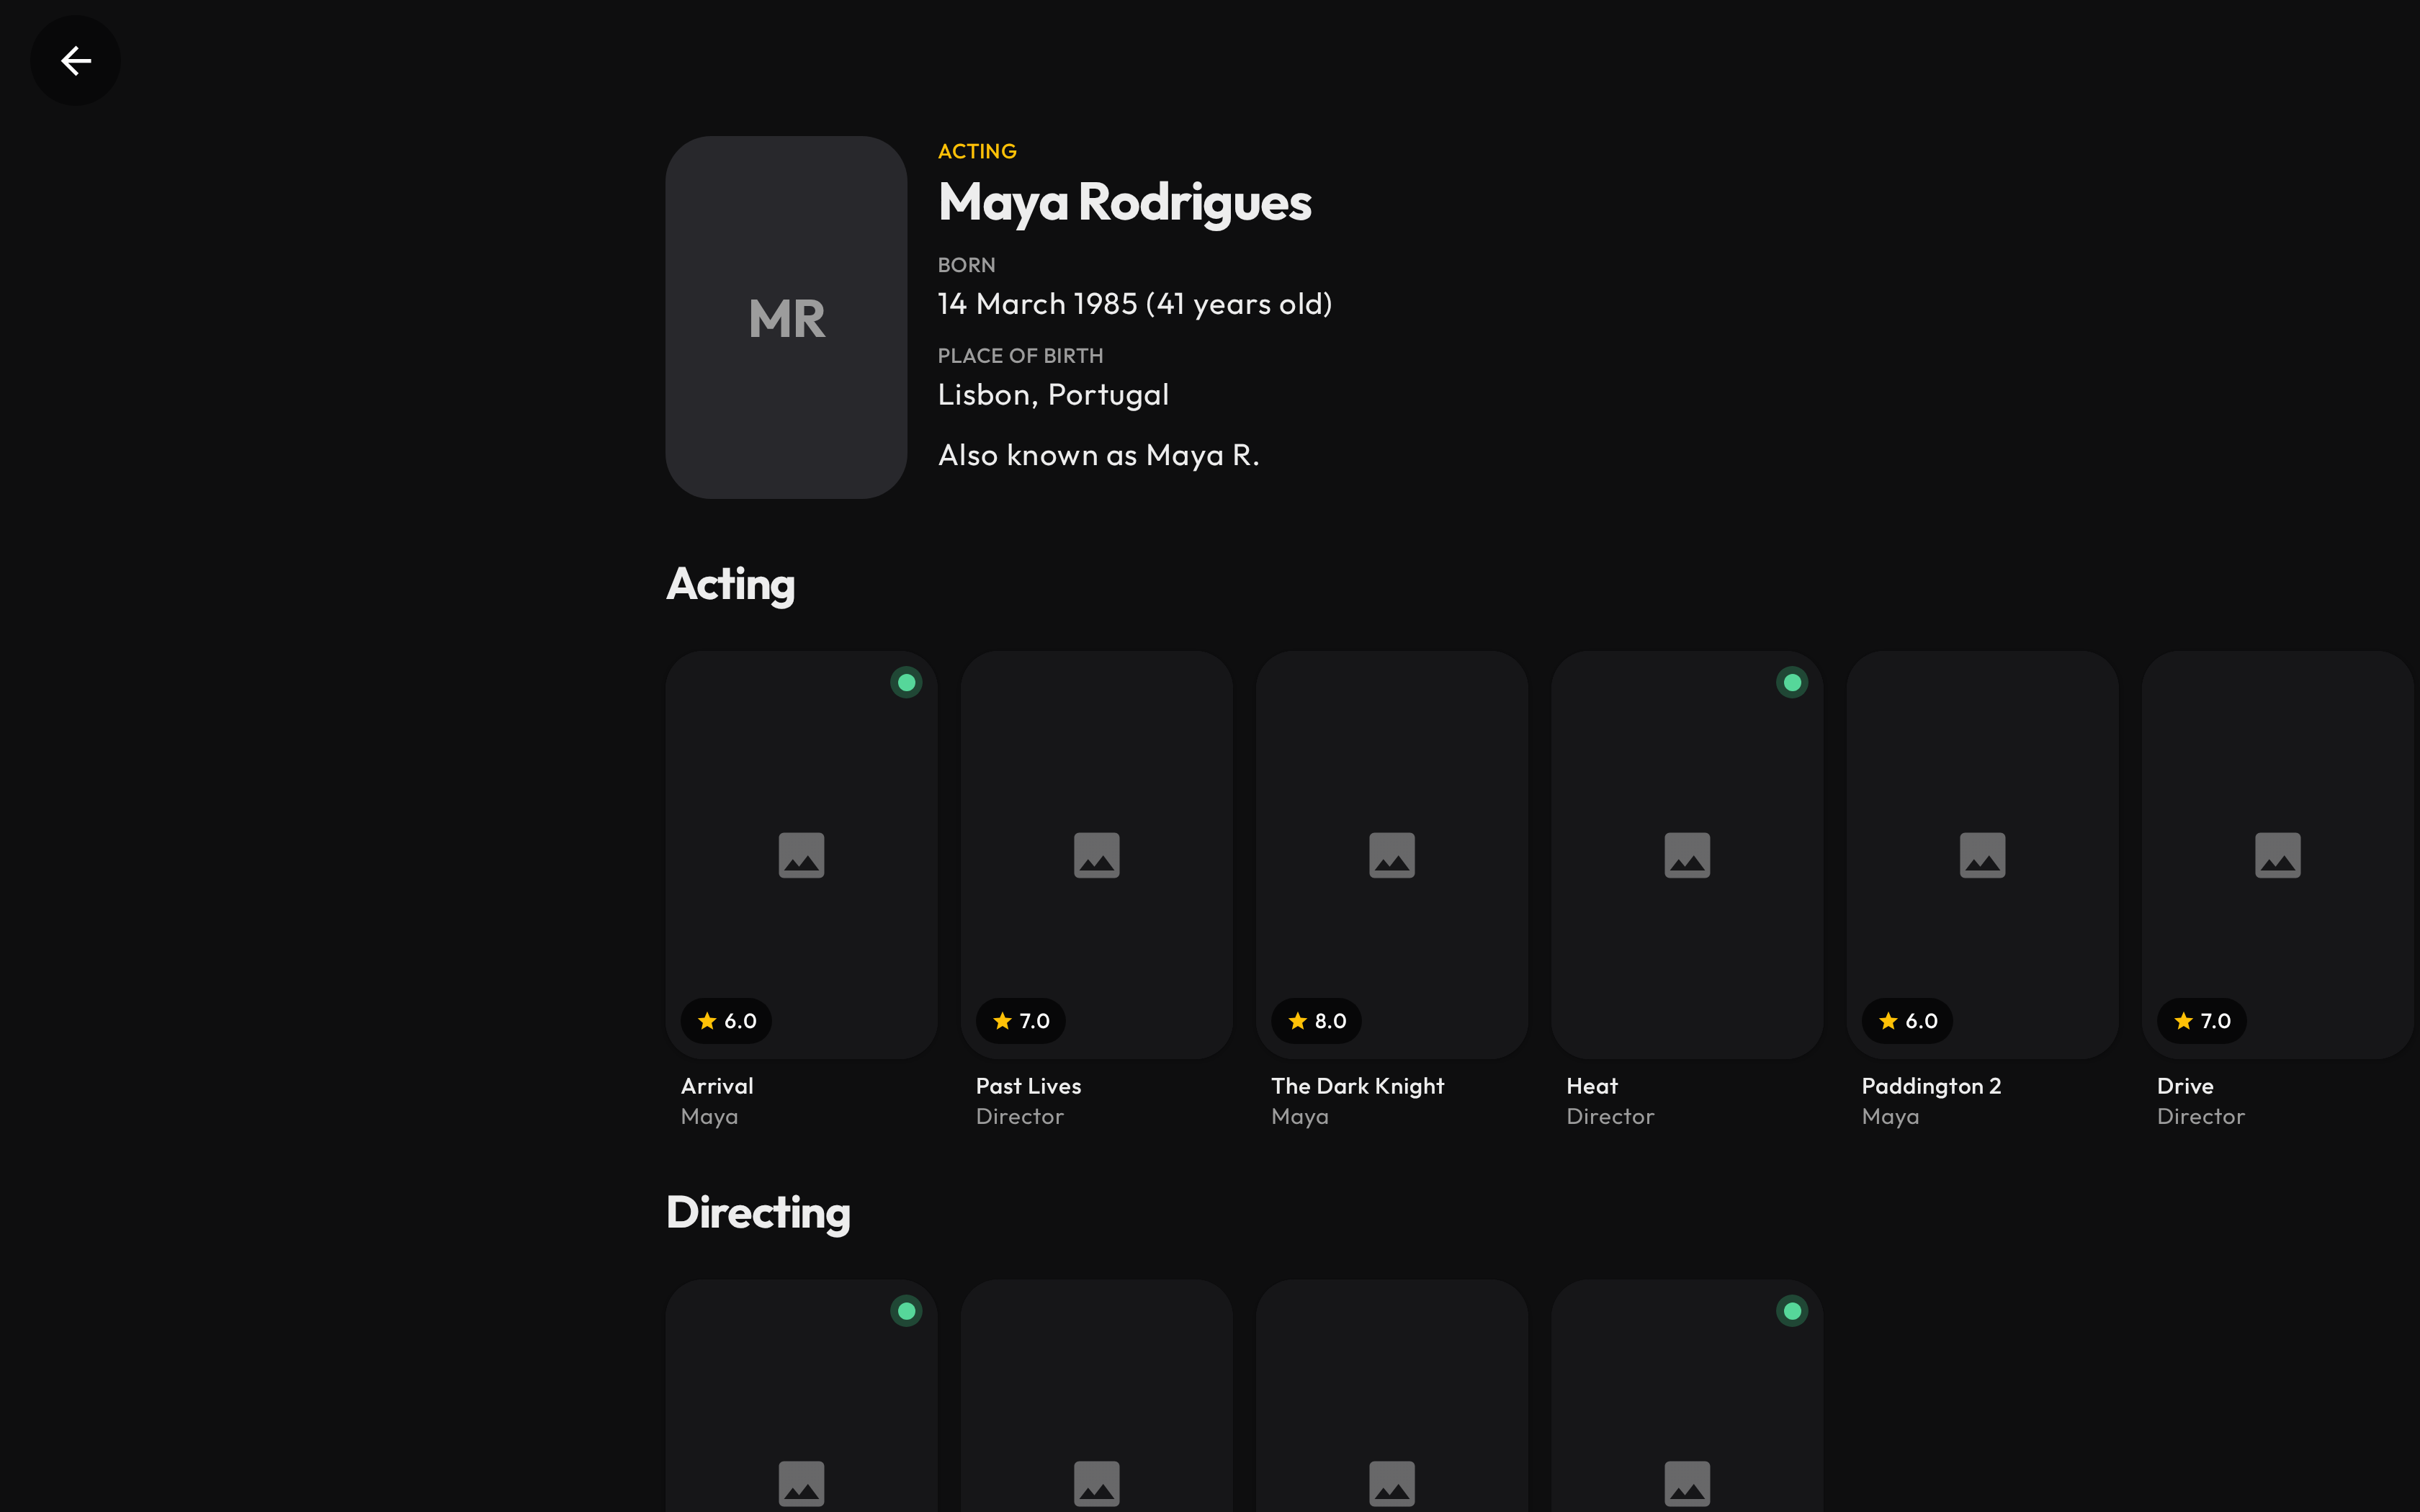 ACTING
Maya Rodrigues
MR
BORN
14 March 1985 (41 years old)
PLACE OF BIRTH
Lisbon, Portugal
Also known as Maya R.
Acting
6.0
7.0
8.0
6.0
7.0
Arrival
Past Lives
The Dark Knight
Heat
Paddington 2
Drive
Maya
Director
Maya
Director
Maya
Director
Directing